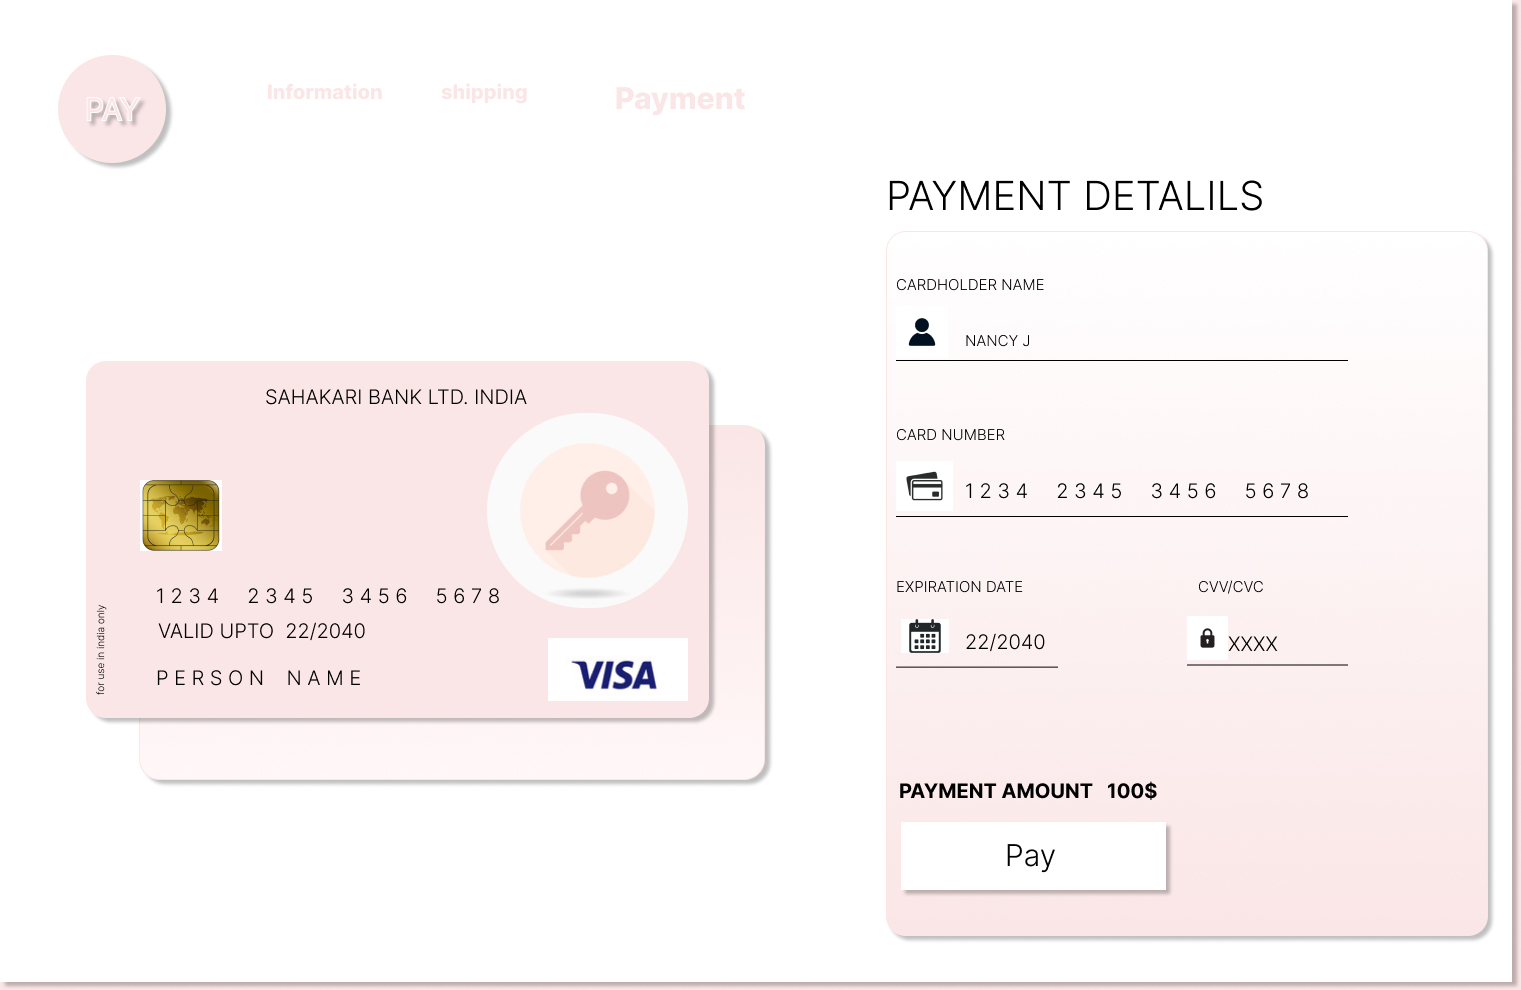 PAY
Information shipping Payment
PAYMENT DETALILS
CARDHOLDER NAME
NANCY J
CARD NUMBER
1234 2345 3456 5678
EXPIRATION DATE CVV/CVC
22/2040 XXXX
PAYMENT AMOUNT 100$
Pay
SAHAKARI BANK LTD. INDIA
1234 2345 3456 5678
VALID UPTO 22/2040
PERSON NAME
for use in india only
VISA